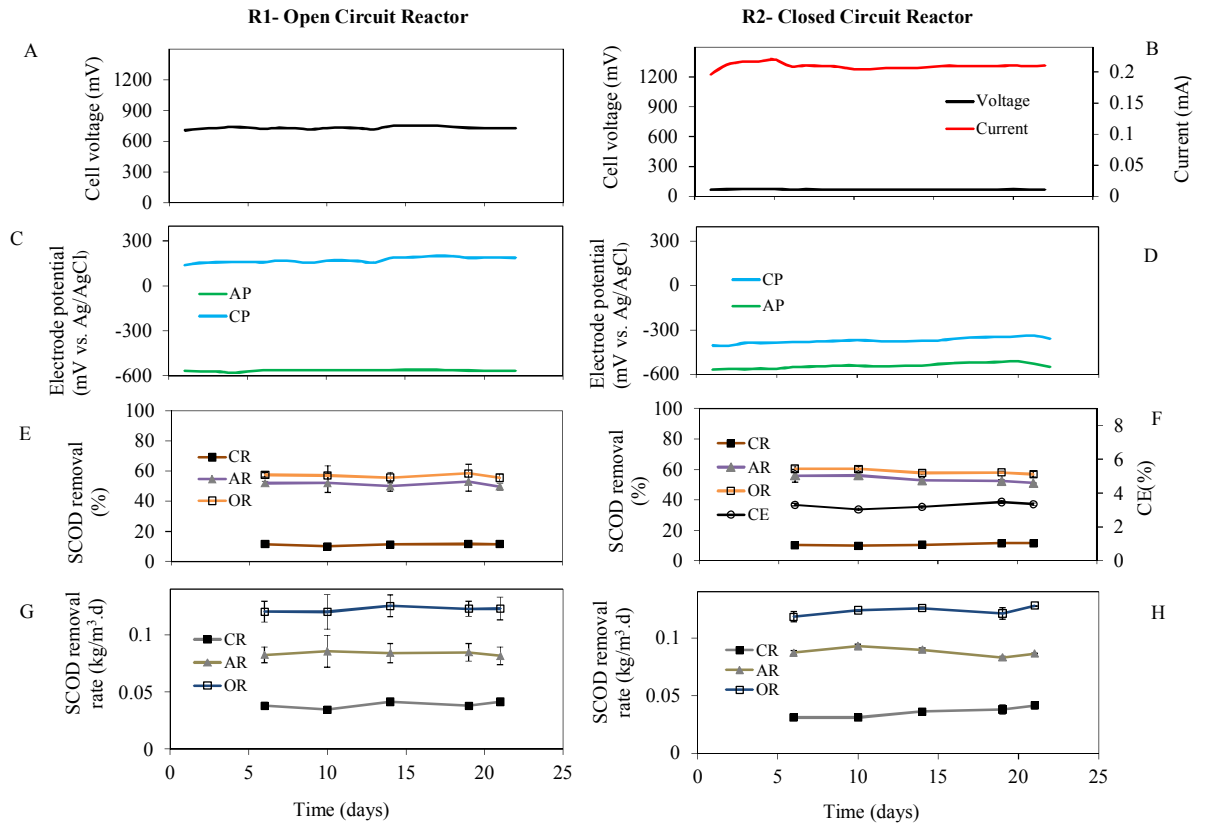 R1- Open Circuit Reactor
R2- Closed Circuit Reactor
A
Cell voltage (mV)
1200
900
600
300
0
B
Cell voltage (mV)
1200
900
600
300
0
Voltage
Current
0.2
0.1
0.05
0
Current (mA)
C
Electrode potential
(mV vs. Ag/AgCl)
300
0
-300
-600
AP
CP
D
Electrode potential
(mV vs. Ag/AgCl)
300
0
-300
-600
CP
AP
E
SCOD removal
(%)
100
80
60
40
20
0
CR
AR
OR
F
SCOD removal
(%)
100
80
60
40
20
0
CR
AR
OR
CE
8
6
4
2
0
CE(%)
G
SCOD removal
rate (kg/m³.d)
0.1
0.05
0
CR
AR
OR
0
5
10
15
20
25
Time (days)
H
SCOD removal
rate (kg/m³.d)
0.1
0.05
0
CR
AR
OR
0
5
10
15
20
25
Time (days)